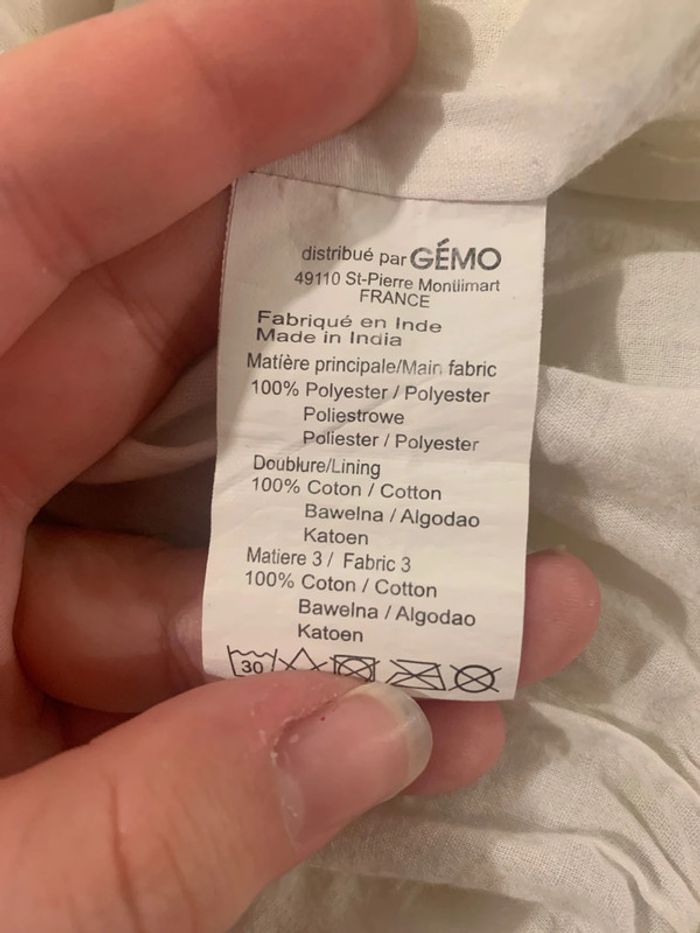 distribué par GÉMO
49110 St-Pierre Montlimart
FRANCE
Fabriqué en Inde
Made in India
Matière principale/Main fabric
100% Polyester / Polyester
Poliestrowe
Poliester / Polyester
Doublure/Lining
100% Coton / Cotton
Bawelna / Algodao
Katoen
Matiere 3 / Fabric 3
100% Coton / Cotton
Bawelna / Algodao
Katoen
30